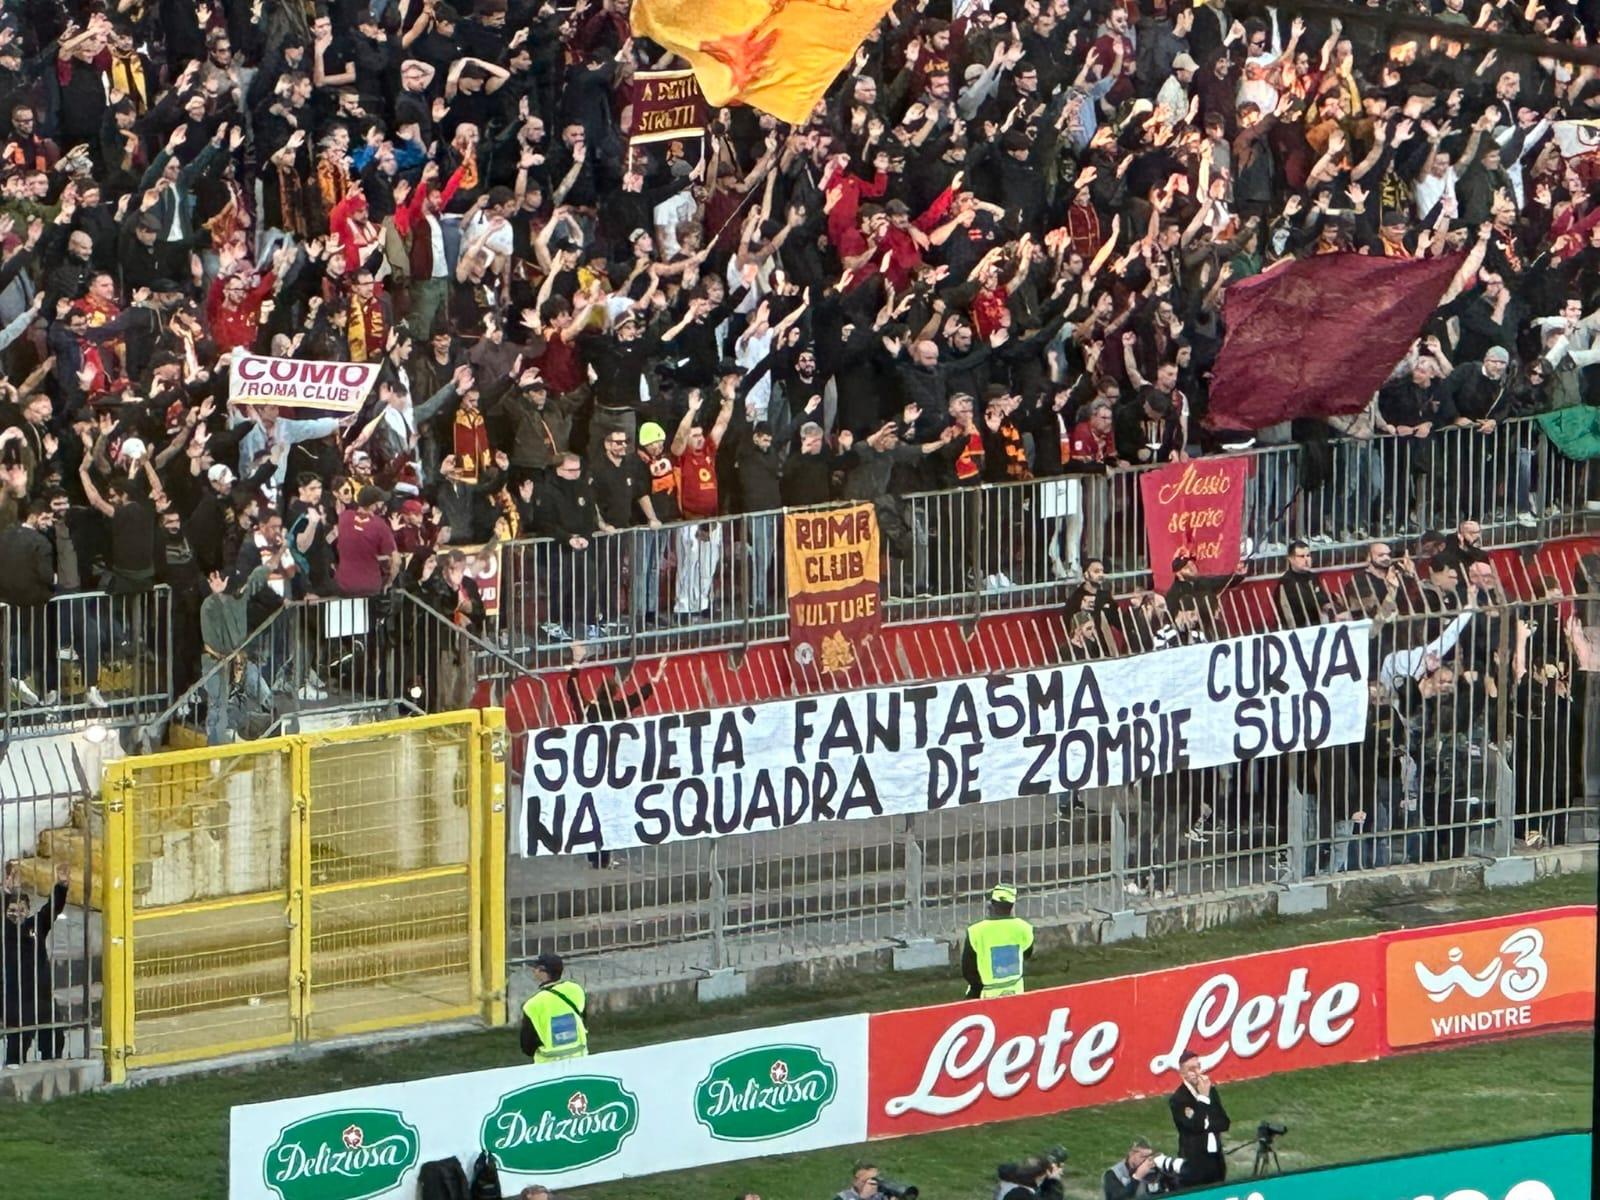 A DENTI
STRETTI
COMO
ROMA CLUB
ROMA
CLUB
VULTURE
Alessio
sempre
SOCIETA' FANTASMA... CURVA
NA SQUADRA DE ZOMBIE SUD
Lete Lete
W3
WINDTRE
Deliziosa Deliziosa Deliziosa